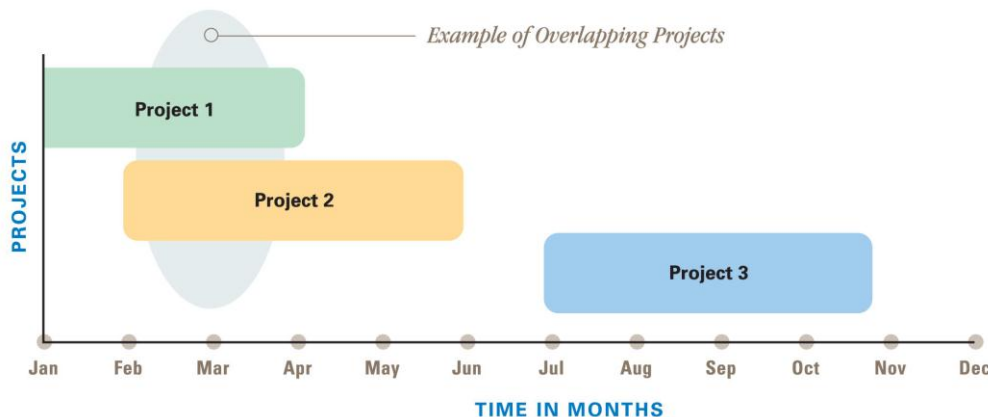 Example of Overlapping Projects
Project 1
PROJECTS
Project 2
Project 3
Jan Feb Mar Apr May Jun Jul Aug Sep Oct Nov Dec
TIME IN MONTHS